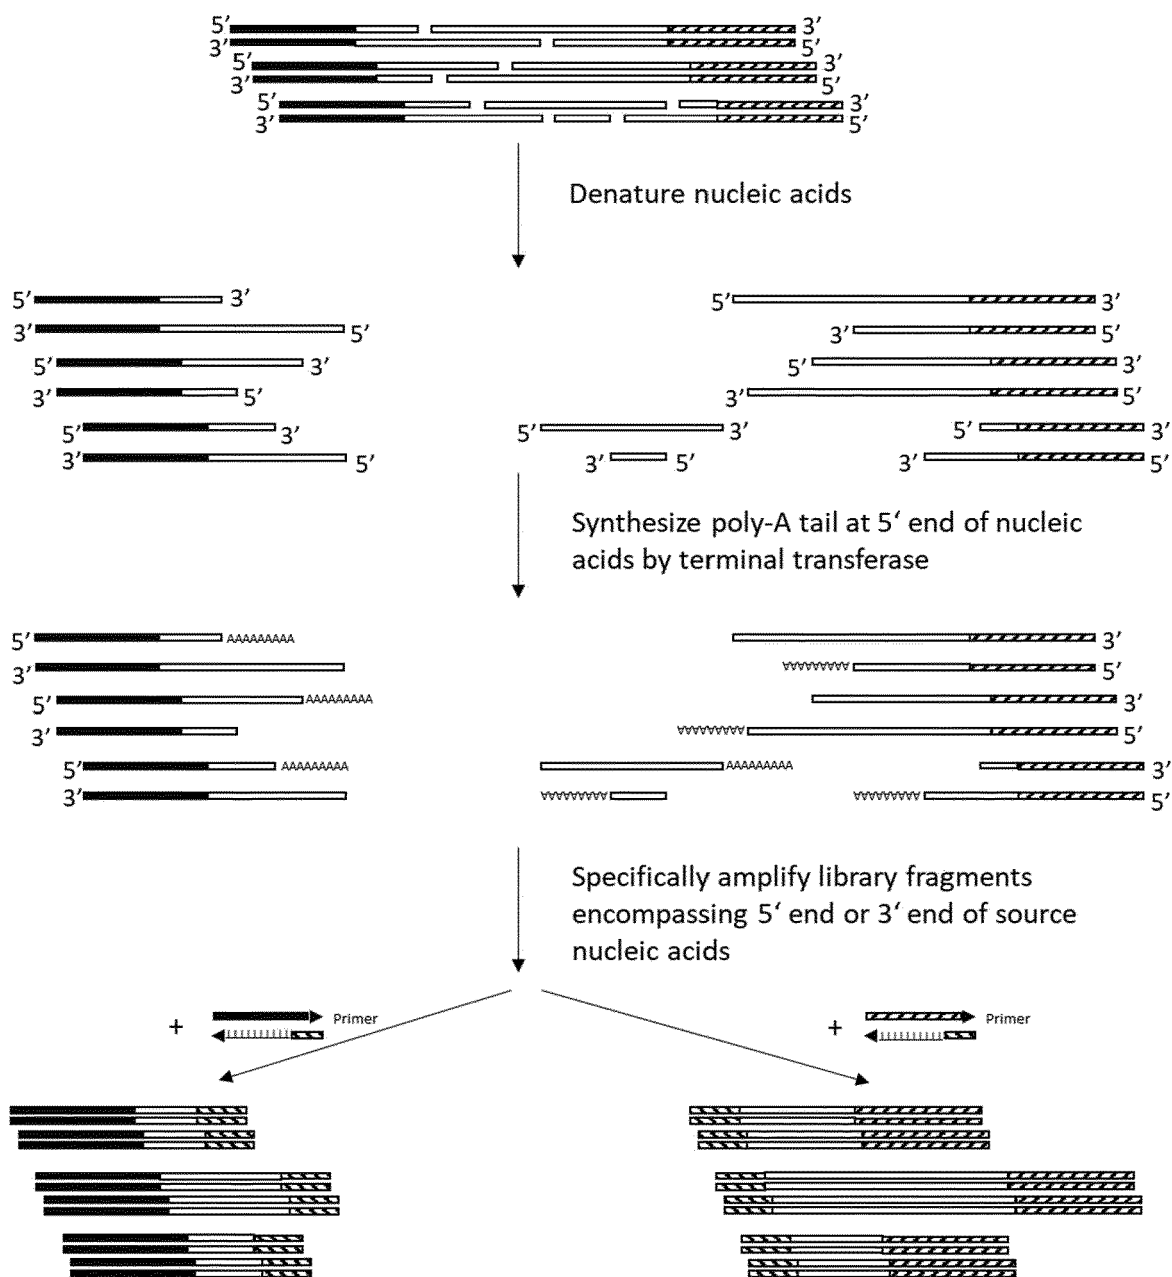 5’ 3’
3’ 5’
5’ 3’
3’ 5’
5’ 3’
3’ 5’
Denature nucleic acids
5’ 3’ 5’ 3’
3’ 5’ 3’ 5’
5’ 3’ 5’ 3’
3’ 5’ 3’ 5’
5’ 3’ 5’ 3’ 5’ 3’
3’ 5’ 3’ 5’ 3’ 5’
Synthesize poly-A tail at 5‘ end of nucleic
acids by terminal transferase
5’ AAAAAAAAA 3’
3’ AAAAAAAAA 5’
5’ AAAAAAAAA 3’
3’ AAAAAAAAA 5’
5’ AAAAAAAAA AAAAAAAAA 3’
3’ AAAAAAAAA AAAAAAAAA 5’
Specifically amplify library fragments
encompassing 5‘ end or 3‘ end of source
nucleic acids
+ Primer
+ Primer